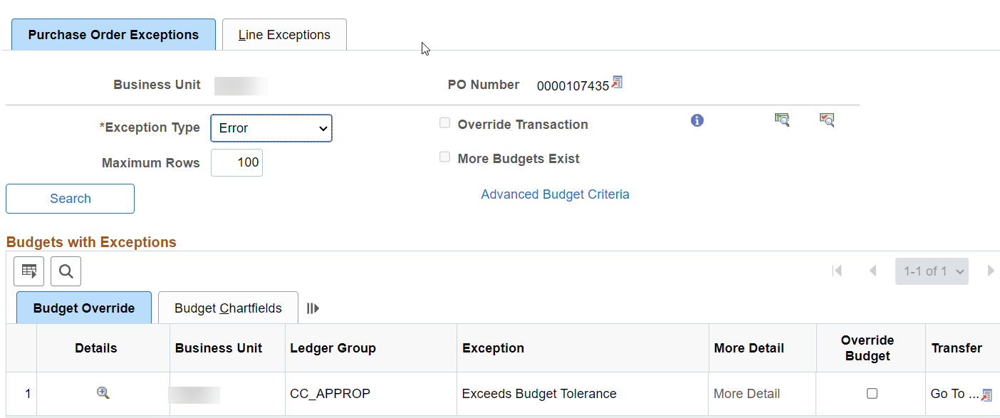 Purchase Order Exceptions Line Exceptions
Business Unit PO Number 0000107435
*Exception Type Error Override Transaction
Maximum Rows 100 More Budgets Exist
Search Advanced Budget Criteria
Budgets with Exceptions
1-1 of 1
Budget Override Budget Chartfields
Details Business Unit Ledger Group Exception More Detail Override Budget Transfer
1 CC_APPROP Exceeds Budget Tolerance More Detail Go To ...